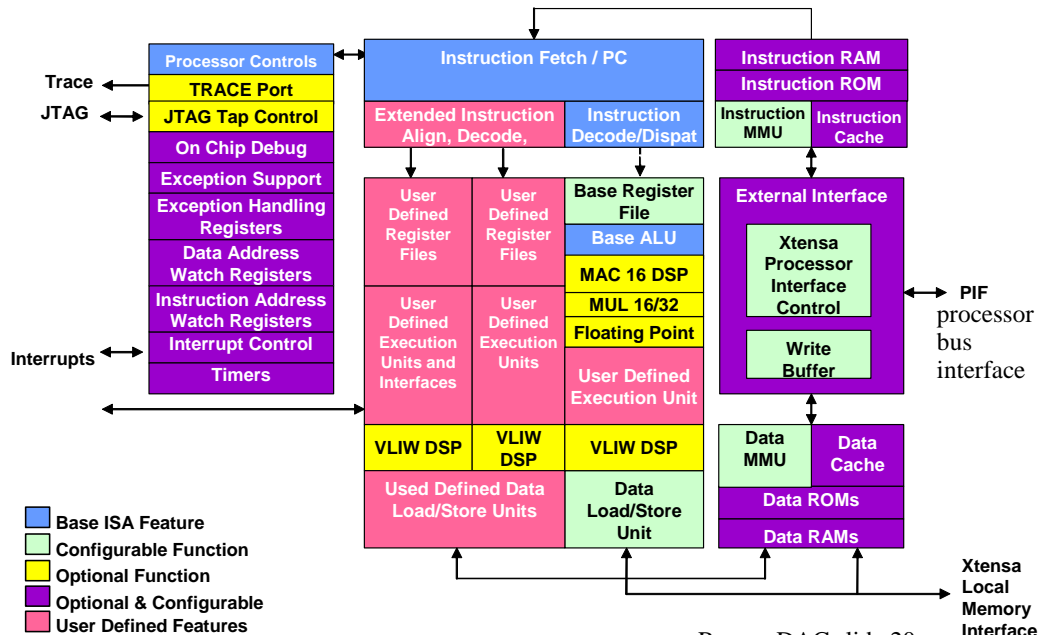 Processor Controls
TRACE Port
JTAG Tap Control
On Chip Debug
Exception Support
Exception Handling
Registers
Data Address
Watch Registers
Instruction Address
Watch Registers
Interrupt Control
Timers
Trace
JTAG
Interrupts
Instruction Fetch / PC
Extended Instruction
Align, Decode,
Instruction
Decode/Dispat
User
Defined
Register
Files
User
Defined
Register
Files
Base Register
File
Base ALU
MAC 16 DSP
MUL 16/32
Floating Point
User
Defined
Execution
Units and
Interfaces
User
Defined
Execution
Units
User Defined
Execution Unit
VLIW DSP
VLIW
DSP
VLIW DSP
Used Defined Data
Load/Store Units
Data
Load/Store
Unit
Instruction RAM
Instruction ROM
Instruction
MMU
Instruction
Cache
External Interface
Xtensa
Processor
Interface
Control
Write
Buffer
PIF
processor
bus
interface
Data
MMU
Data
Cache
Data ROMs
Data RAMs
Xtensa
Local
Memory
Interface
Base ISA Feature
Configurable Function
Optional Function
Optional & Configurable
User Defined Features